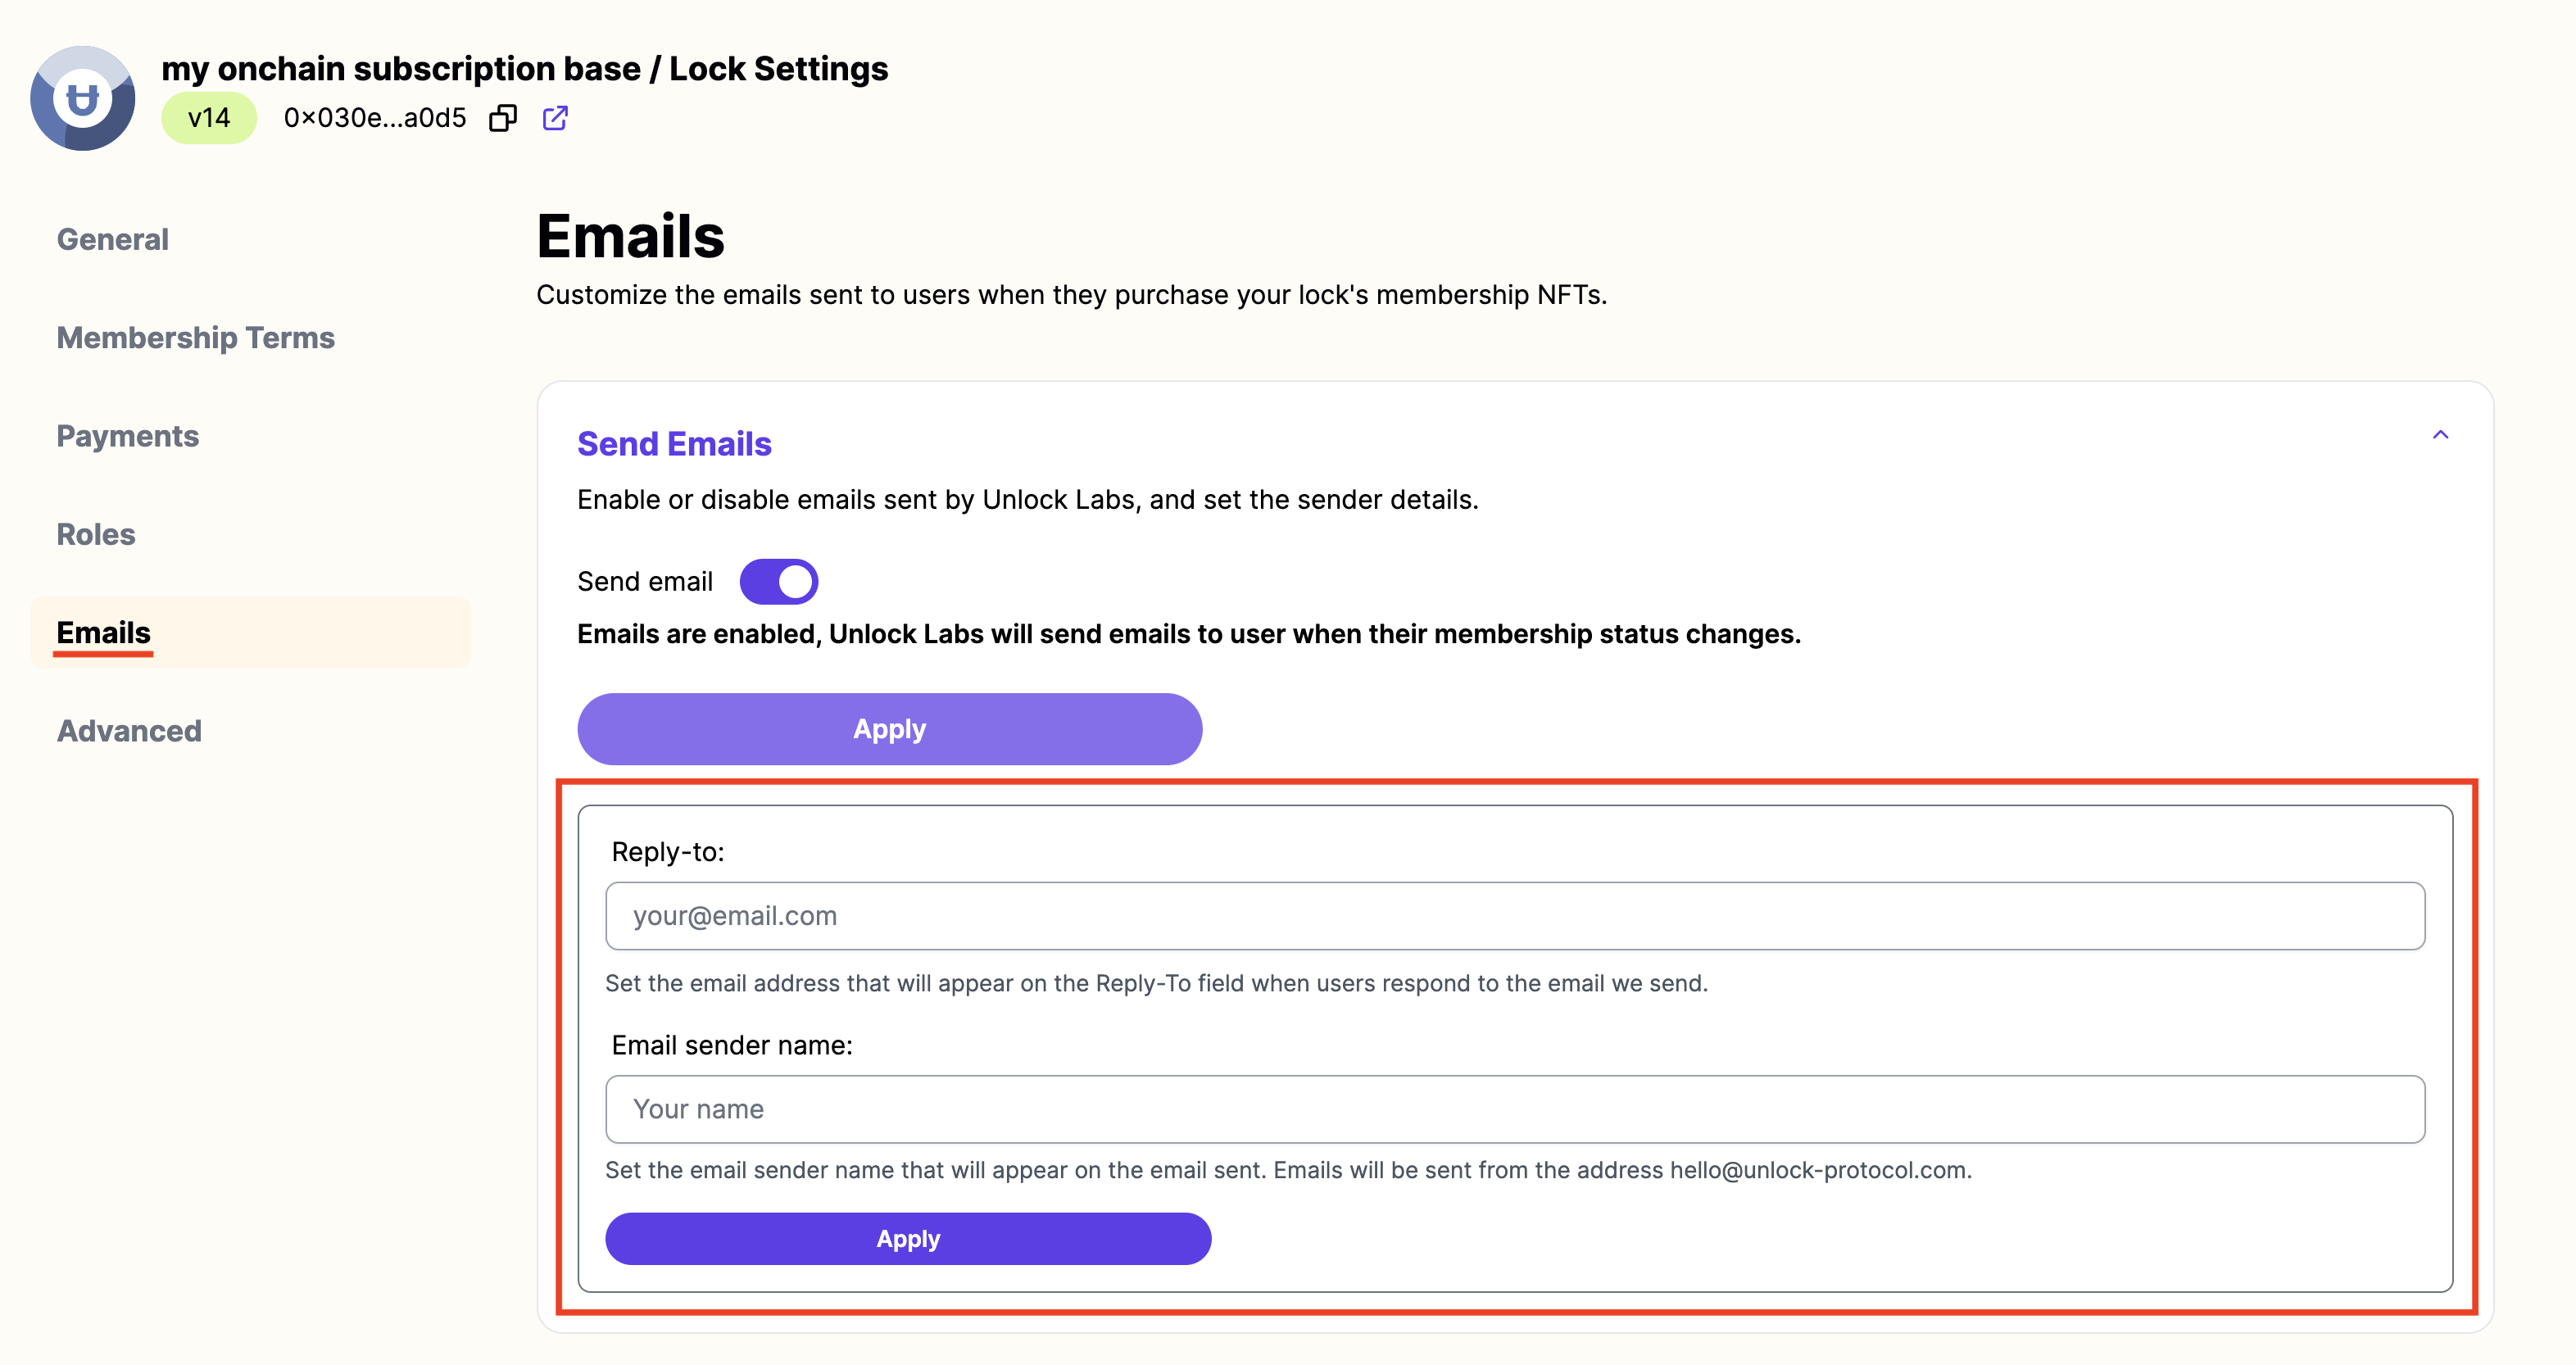 my onchain subscription base / Lock Settings
v14 0×030e...a0d5
General
Membership Terms
Payments
Roles
Emails
Advanced
Emails
Customize the emails sent to users when they purchase your lock's membership NFTs.
Send Emails
Enable or disable emails sent by Unlock Labs, and set the sender details.
Send email
Emails are enabled, Unlock Labs will send emails to user when their membership status changes.
Apply
Reply-to:
your@email.com
Set the email address that will appear on the Reply-To field when users respond to the email we send.
Email sender name:
Your name
Set the email sender name that will appear on the email sent. Emails will be sent from the address hello@unlock-protocol.com.
Apply